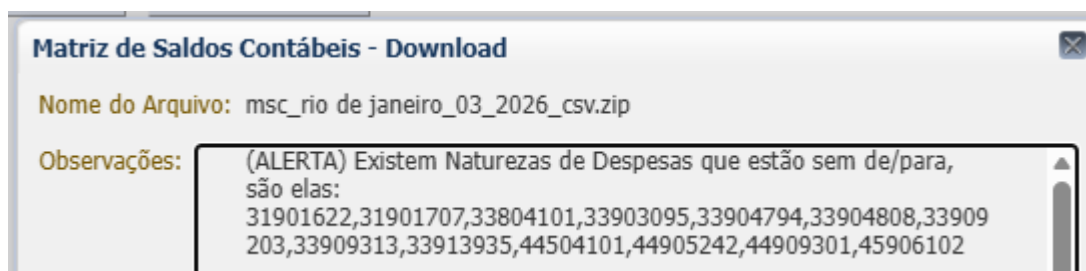 Matriz de Saldos Contábeis - Download
Nome do Arquivo: msc_rio de janeiro_03_2026_csv.zip
Observações: (ALERTA) Existem Naturezas de Despesas que estão sem de/para,
são elas:
31901622,31901707,33804101,33903095,33904794,33904808,33909
203,33909313,33913935,44504101,44905242,44909301,45906102